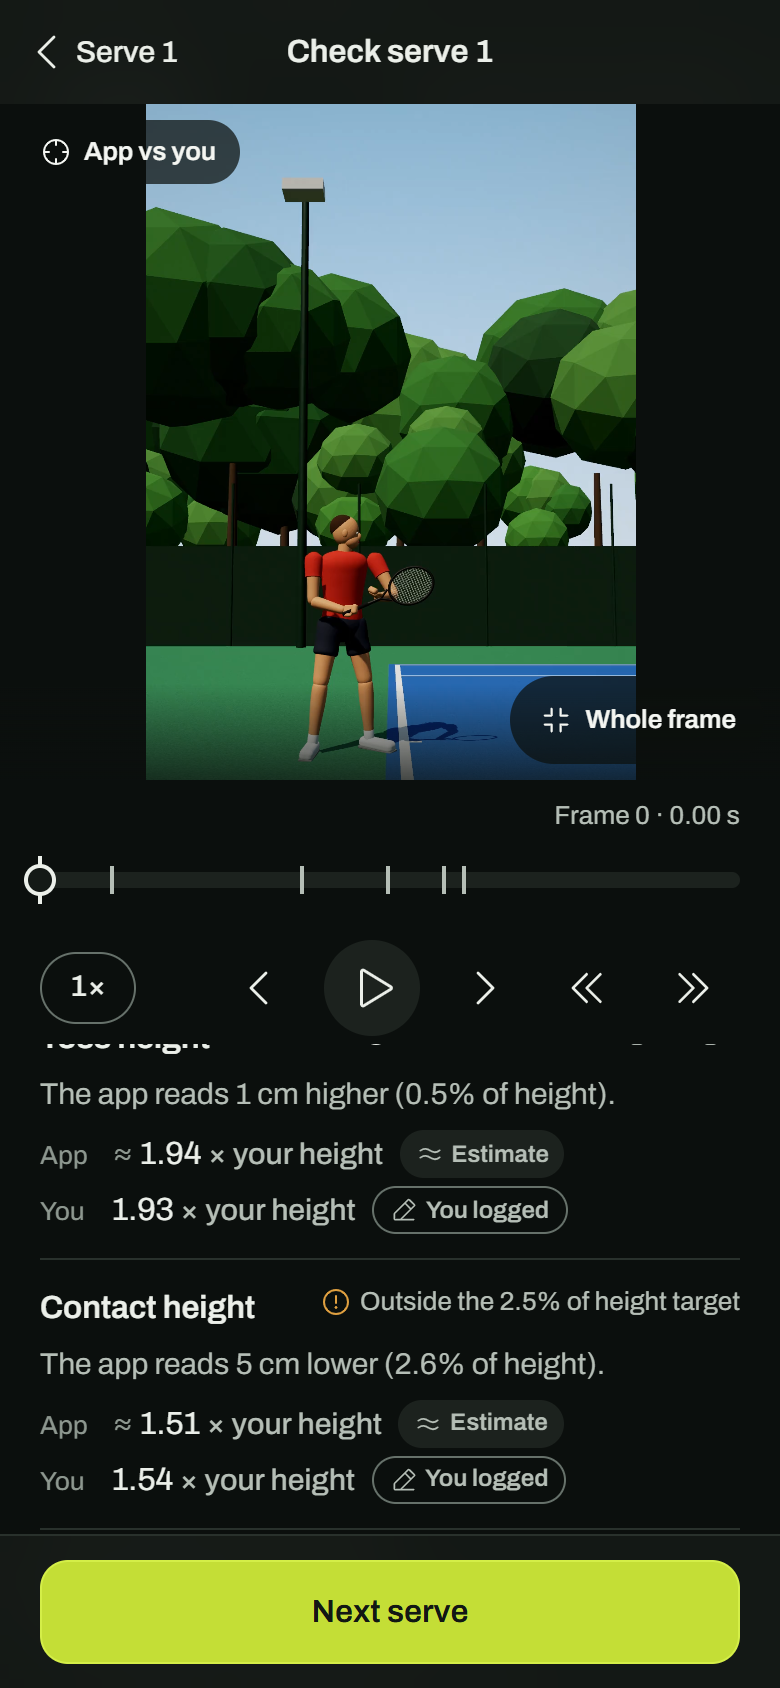 Serve 1
Check serve 1
App vs you
Whole frame
Frame 0 · 0.00 s
1×
The app reads 1 cm higher (0.5% of height).
App ≈ 1.94 × your height ≈ Estimate
You 1.93 × your height You logged
Contact height Outside the 2.5% of height target
The app reads 5 cm lower (2.6% of height).
App ≈ 1.51 × your height ≈ Estimate
You 1.54 × your height You logged
Next serve